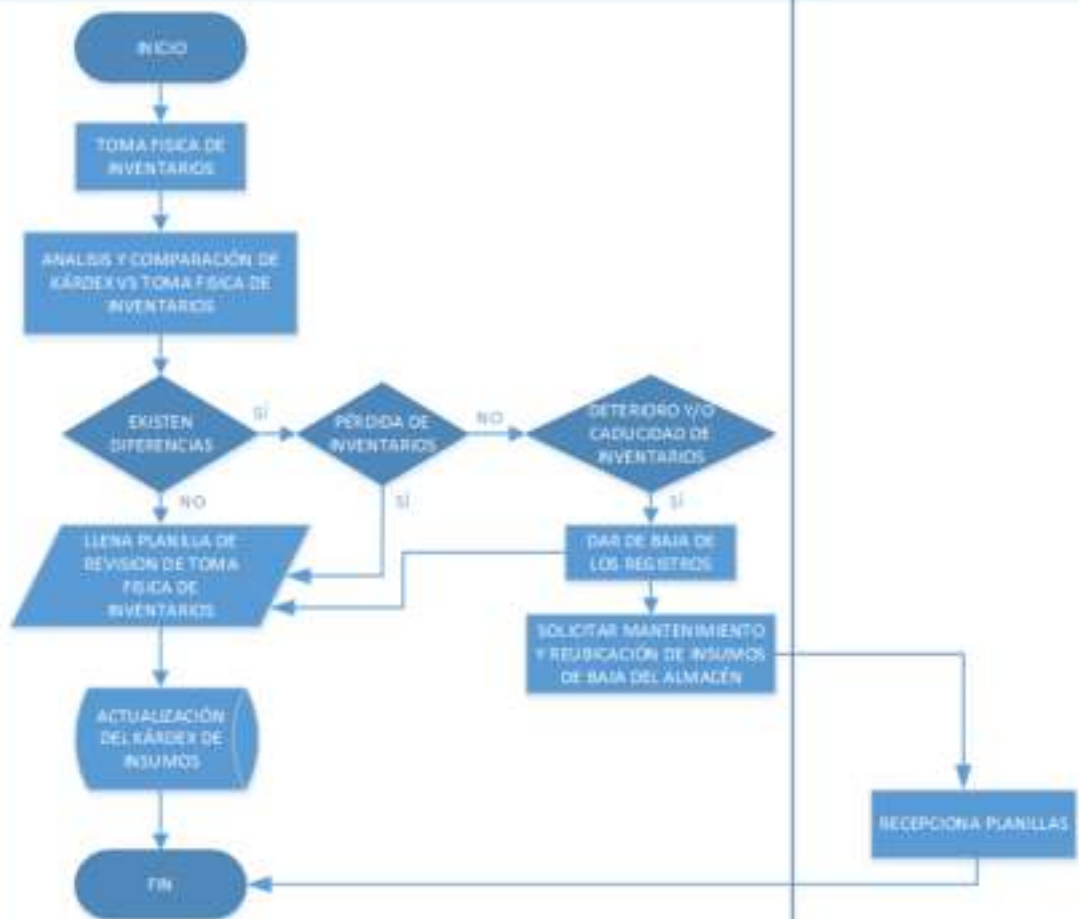 INICIO
TOMA FISICA DE
INVENTARIOS
ANALISIS Y COMPARACIÓN DE
KÁRDEX VS TOMA FISICA DE
INVENTARIOS
EXISTEN
DIFERENCIAS
SÍ
PÉRDIDA DE
INVENTARIOS
NO
DETERIORO Y/O
CADUCIDAD DE
INVENTARIOS
NO
SÍ
SÍ
LLENA PLANILLA DE
REVISION DE TOMA
FISICA DE
INVENTARIOS
DAR DE BAJA DE
LOS REGISTROS
SOLICITAR MANTENIMIENTO
Y REUBICACIÓN DE INSUMOS
DE BAJA DEL ALMACÉN
ACTUALIZACIÓN
DEL KÁRDEX DE
INSUMOS
RECEPCIONA PLANILLAS
FIN